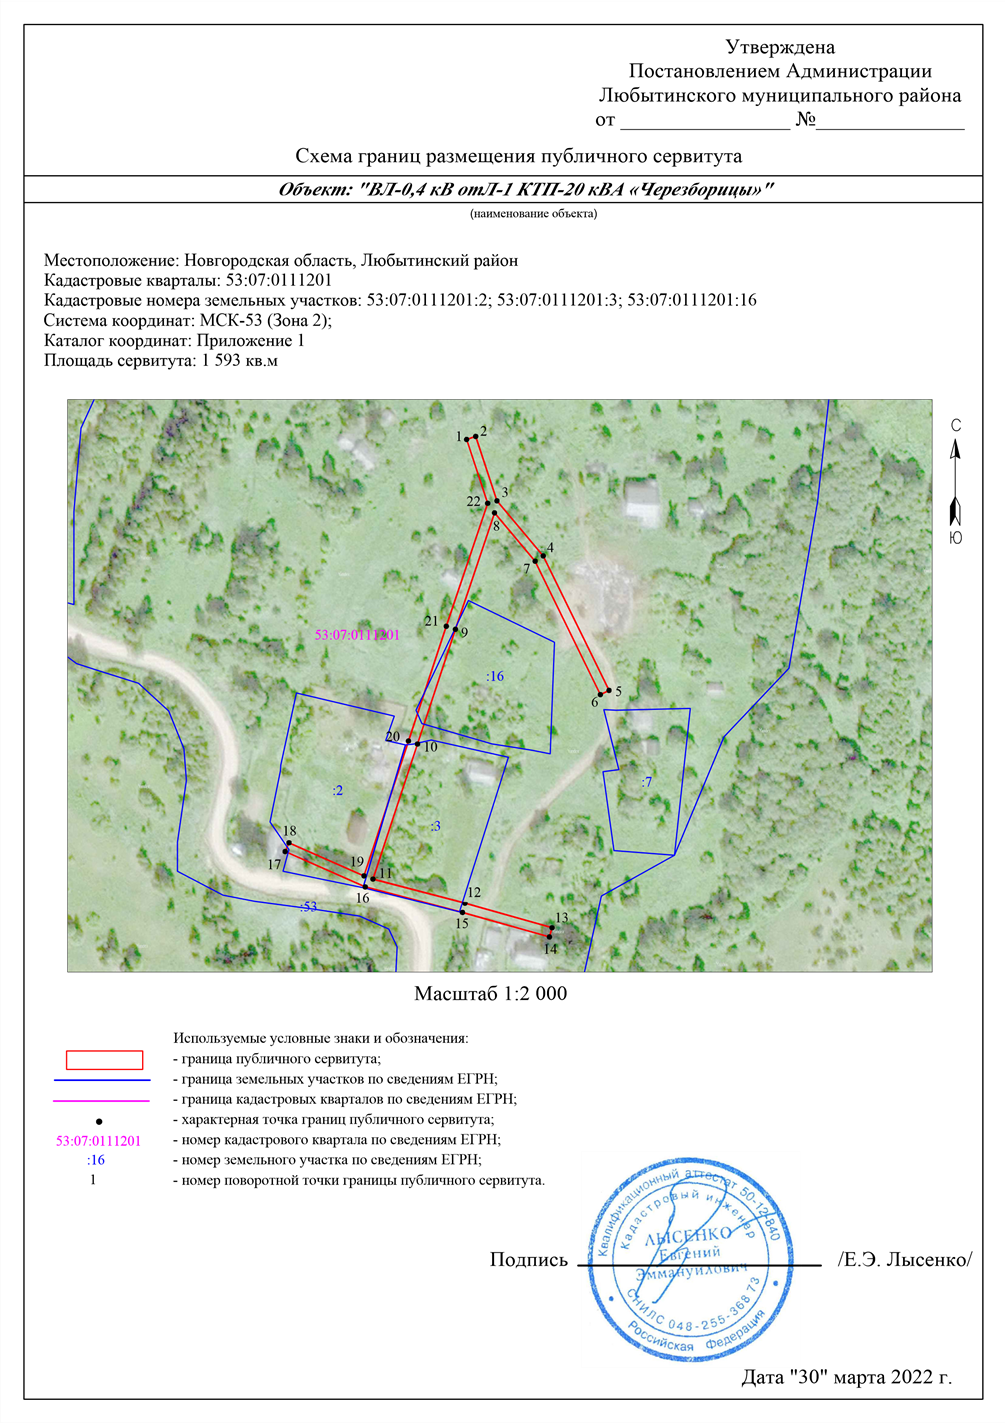 Утверждена
Постановлением Администрации
Любытинского муниципального района
от _________________ №_______________
Схема границ размещения публичного сервитута
Объект: "ВЛ-0,4 кВ отЛ-1 КТП-20 кВА «Черезборицы»"
(наименование объекта)
Местоположение: Новгородская область, Любытинский район
Кадастровые кварталы: 53:07:0111201
Кадастровые номера земельных участков: 53:07:0111201:2; 53:07:0111201:3; 53:07:0111201:16
Система координат: МСК-53 (Зона 2);
Каталог координат: Приложение 1
Площадь сервитута: 1 593 кв.м
С
Ю
1
2
3
22
8
4
7
21
9
53:07:0111201
:16
5
6
20
10
:2
:7
:3
18
17
19
11
16
12
:53
15
13
14
Масштаб 1:2 000
Используемые условные знаки и обозначения:
- граница публичного сервитута;
- граница земельных участков по сведениям ЕГРН;
- граница кадастровых кварталов по сведениям ЕГРН;
- характерная точка границ публичного сервитута;
53:07:0111201 - номер кадастрового квартала по сведениям ЕГРН;
:16 - номер земельного участка по сведениям ЕГРН;
1 - номер поворотной точки границы публичного сервитута.
Квалификационный аттестат 50-12-840
Кадастровый инженер
ЛЫСЕНКО
Евгений
Эммануилович
СНИЛС 048-255-368 73
Российская Федерация
Подпись /Е.Э. Лысенко/
Дата "30" марта 2022 г.